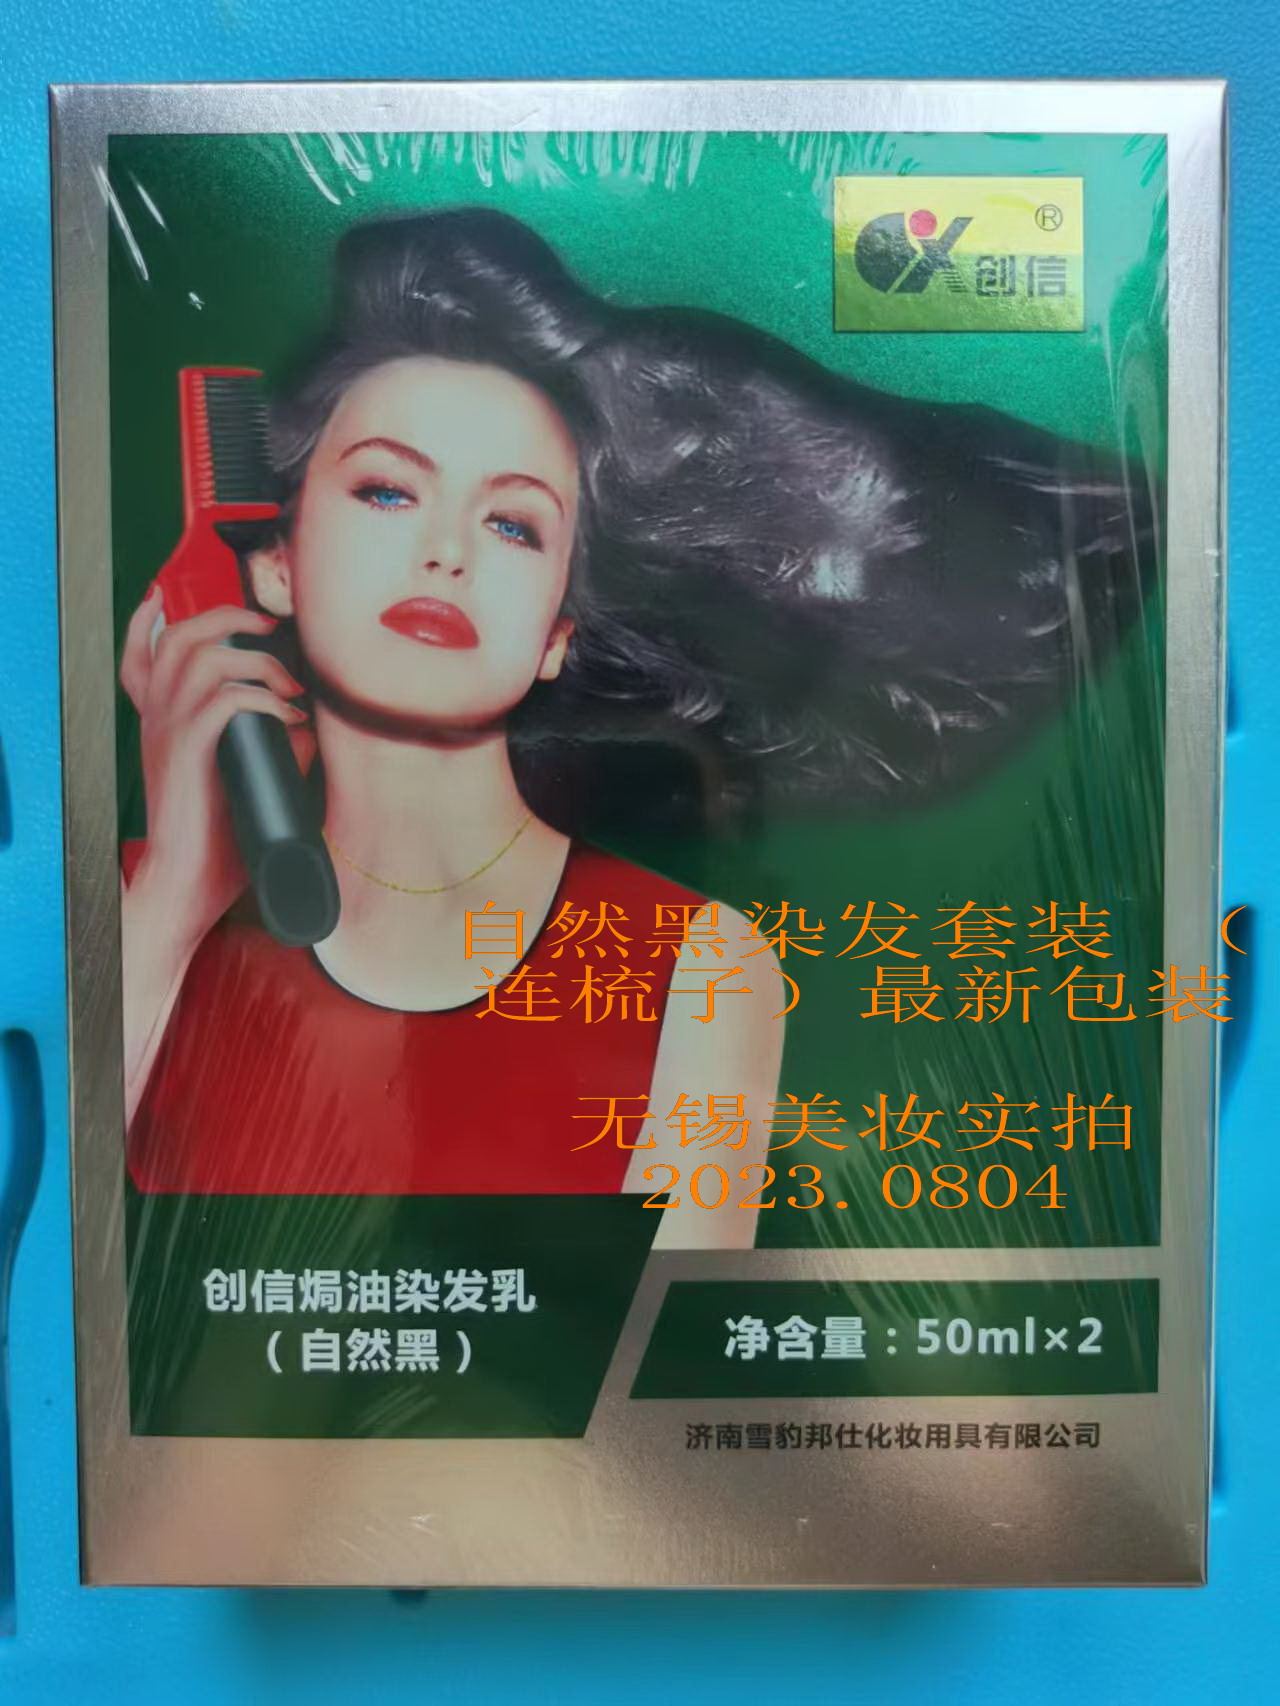 ®
创信
自然黑染发套装 （
连梳子）最新包装
无锡美妆实拍
2023.0804
创信焗油染发乳
（自然黑）
净含量：50ml×2
济南雪豹邦仕化妆用具有限公司